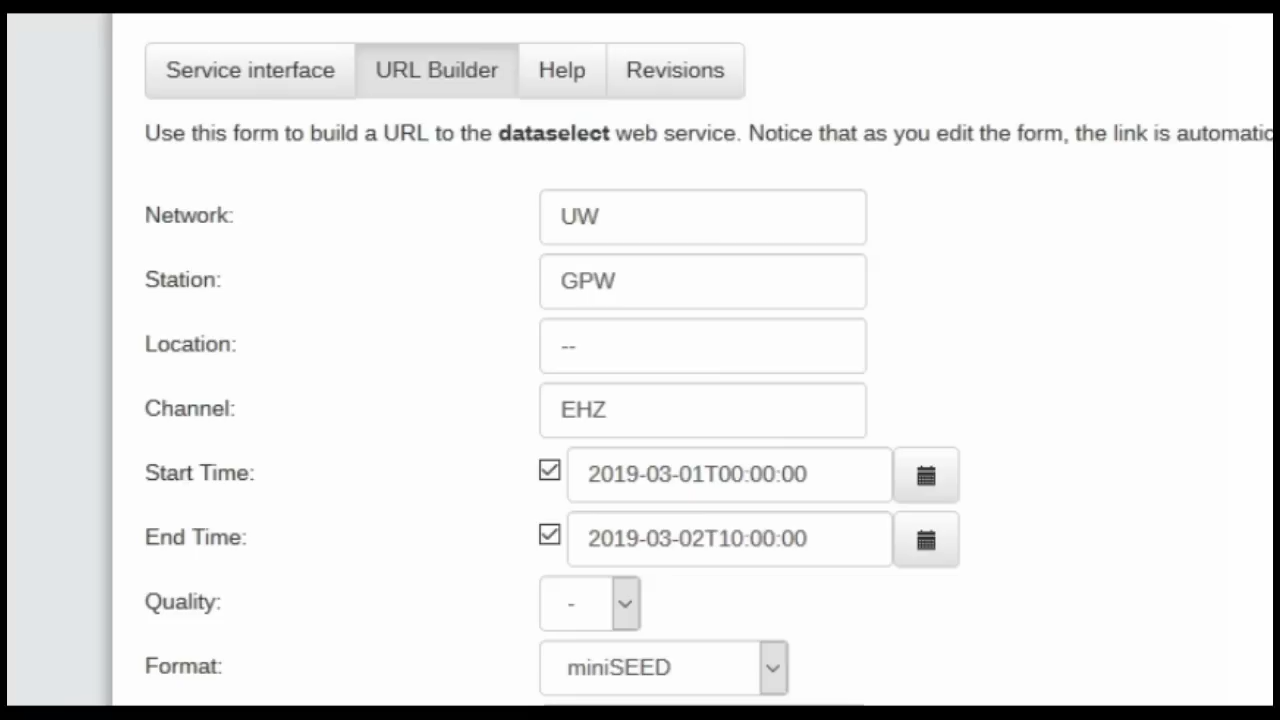 Service interface URL Builder Help Revisions
Use this form to build a URL to the dataselect web service. Notice that as you edit the form, the link is automatic
Network: UW
Station: GPW
Location: --
Channel: EHZ
Start Time: 2019-03-01T00:00:00
End Time: 2019-03-02T10:00:00
Quality: -
Format: miniSEED